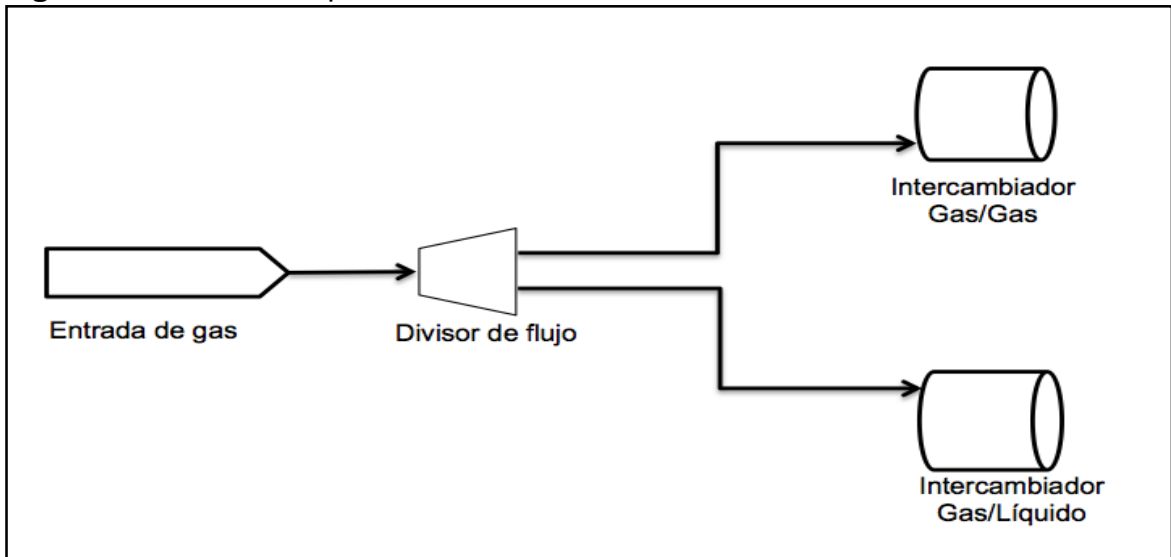 Intercambiador
Gas/Gas
Entrada de gas
Divisor de flujo
Intercambiador
Gas/Líquido